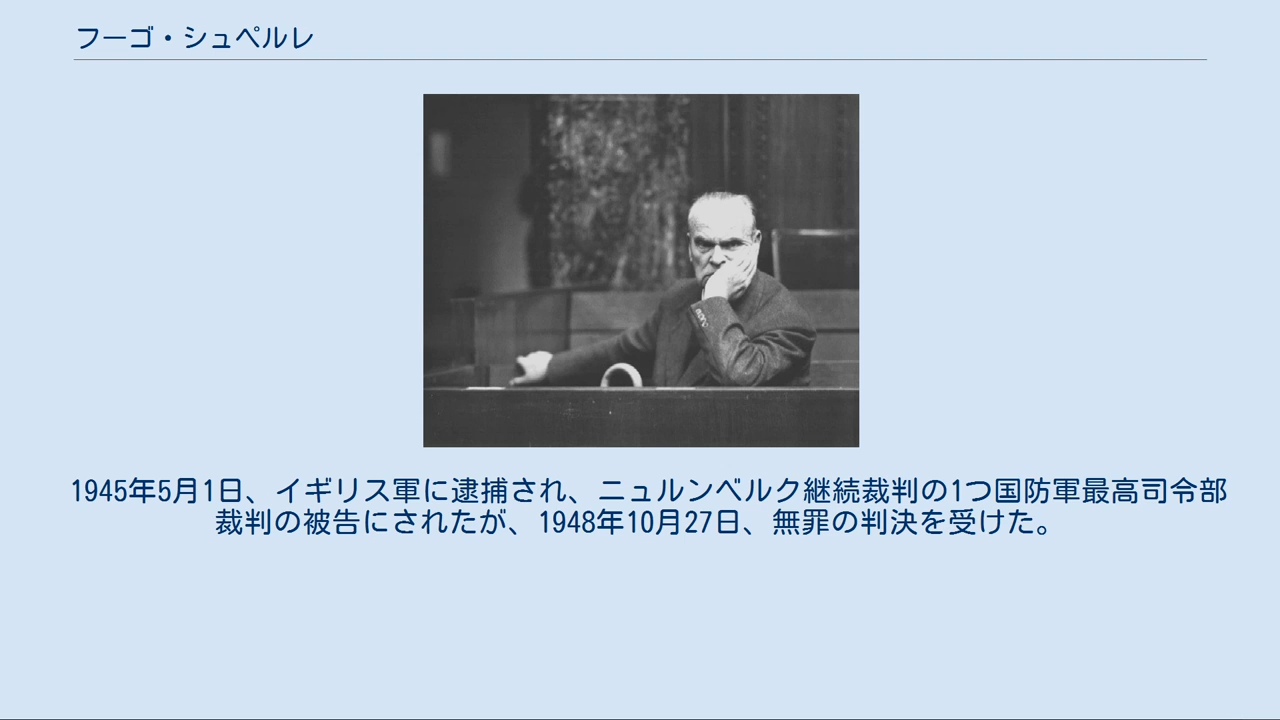 フーゴ・シュペルレ
1945年5月1日、イギリス軍に逮捕され、ニュルンベルク継続裁判の1つ国防軍最高司令部
裁判の被告にされたが、1948年10月27日、無罪の判決を受けた。